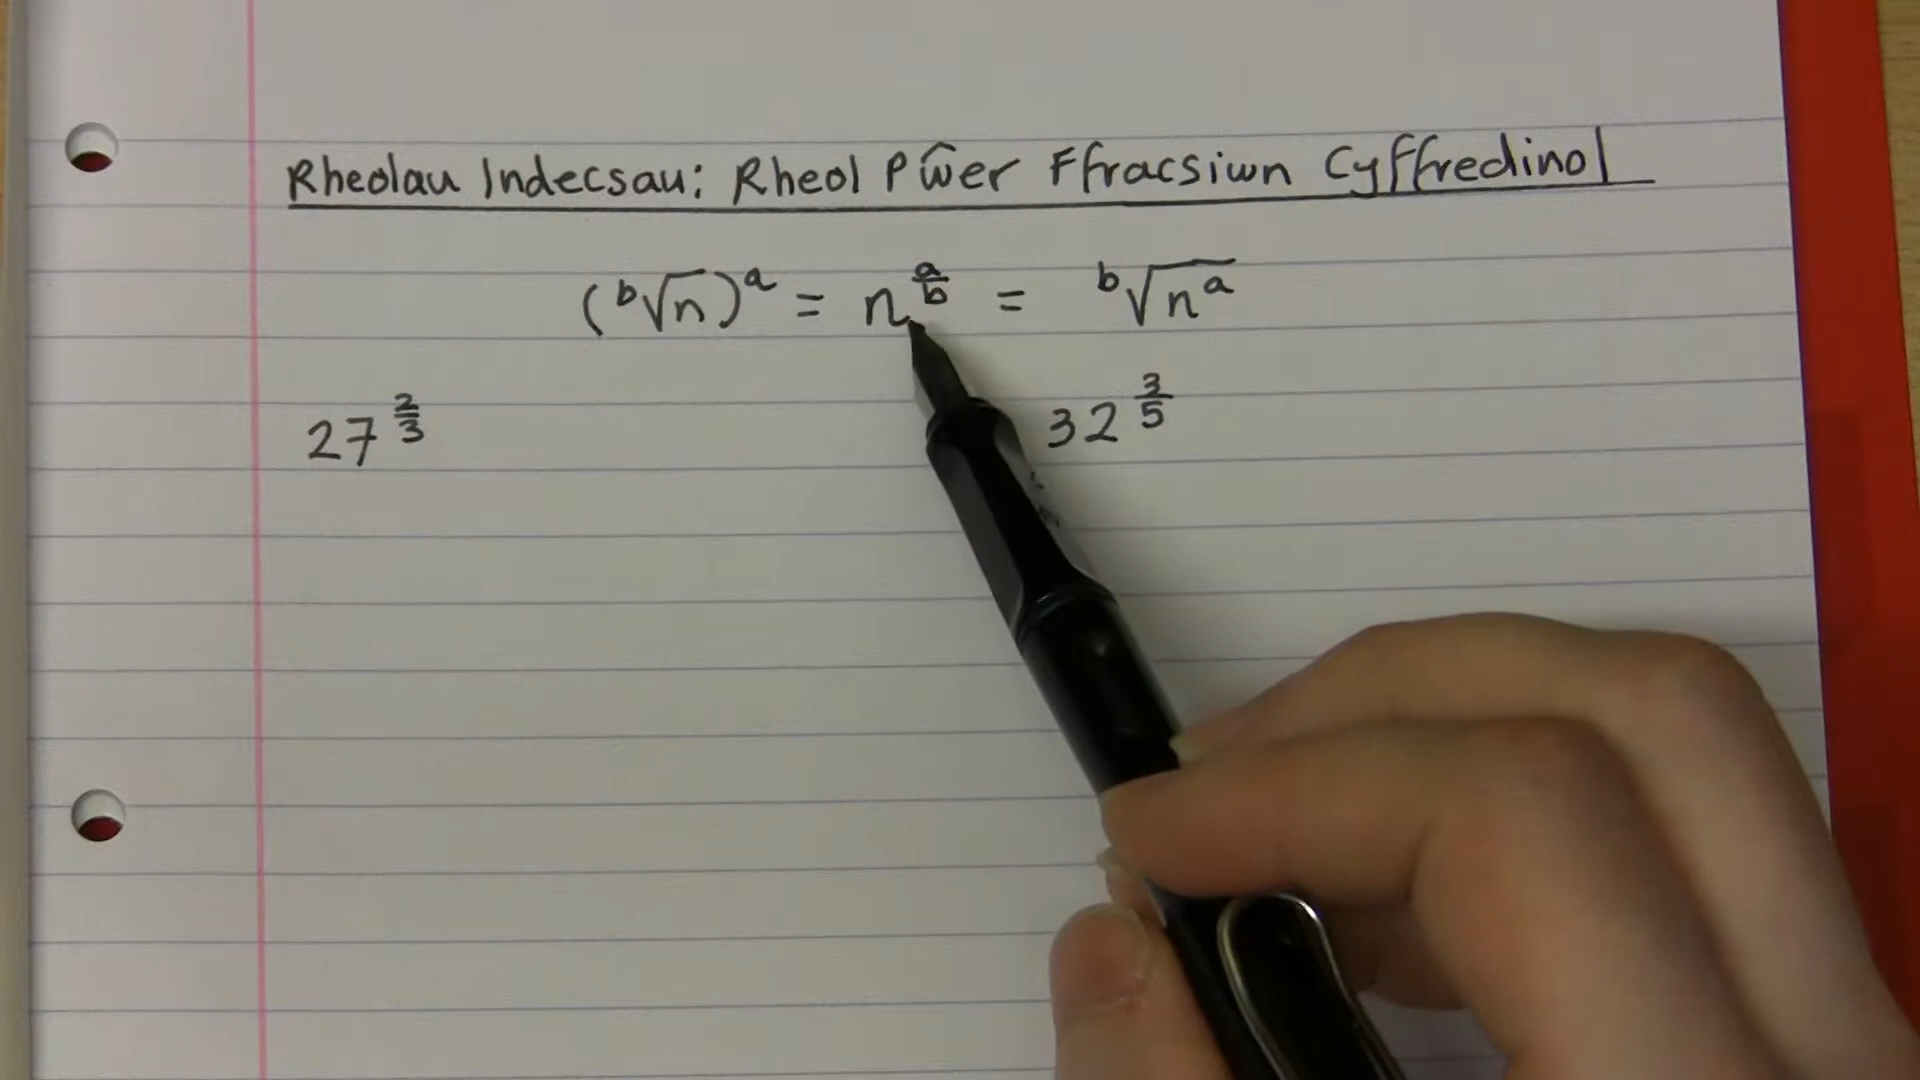 Rheolau Indecsau: Rheol Pŵer Ffracsiwn Cyffredinol
(ᵇ√n)ᵃ = n^(a/b) = ᵇ√nᵃ
27^(2/3) 32^(3/5)